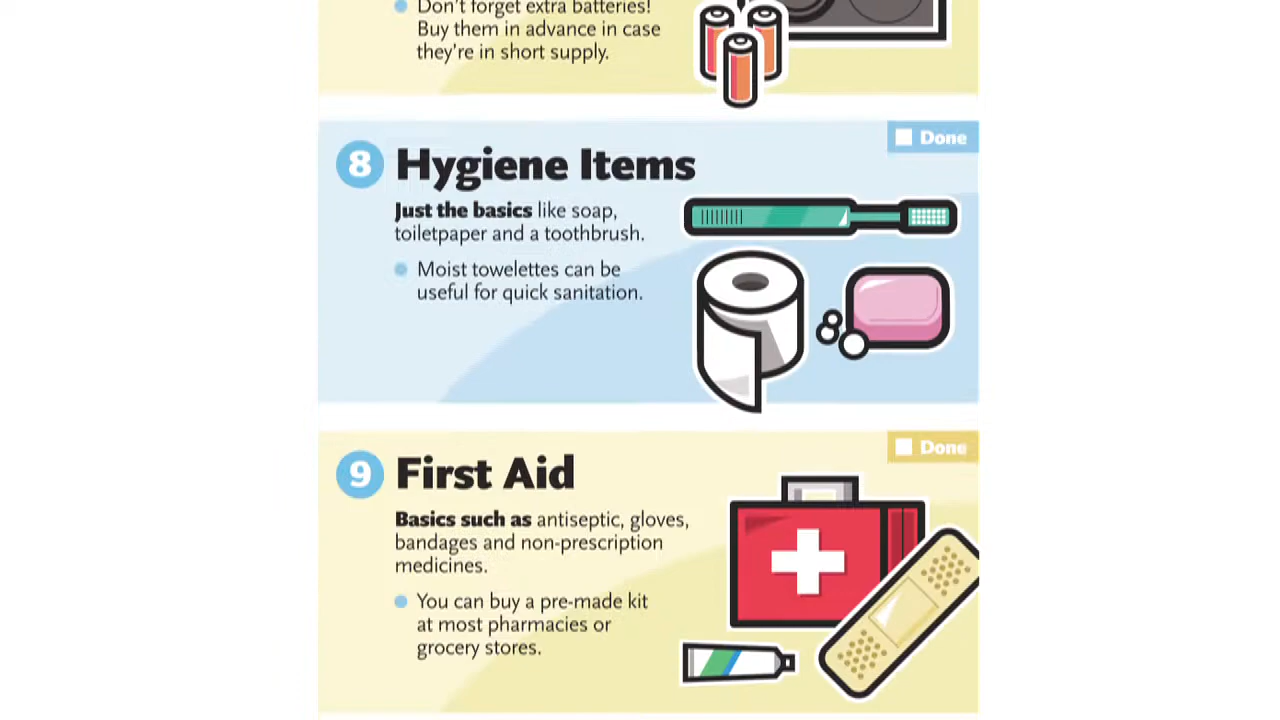 Don't forget extra batteries!
Buy them in advance in case
they're in short supply.
Done
8
Hygiene Items
Just the basics like soap,
toiletpaper and a toothbrush.
Moist towelettes can be
useful for quick sanitation.
Done
9
First Aid
Basics such as antiseptic, gloves,
bandages and non-prescription
medicines.
You can buy a pre-made kit
at most pharmacies or
grocery stores.